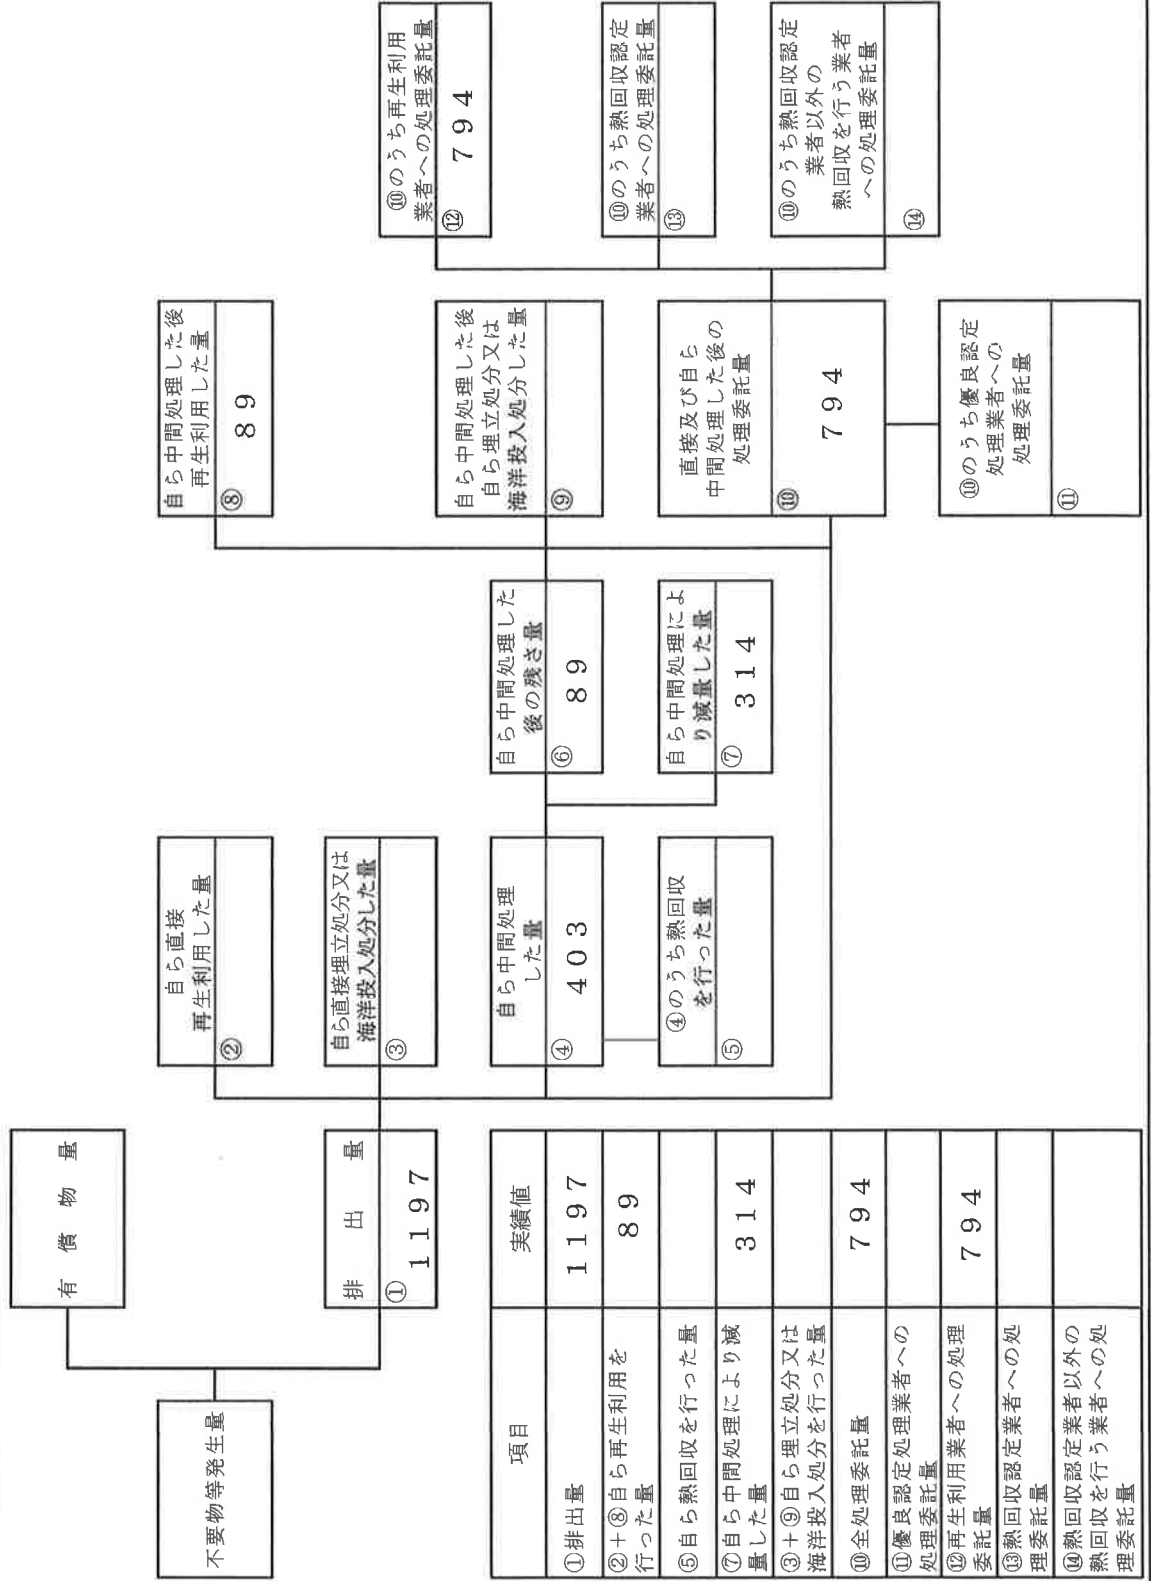 不要物等発生量
有償物量
排出量
①
1197
自ら直接
再生利用した量
②
自ら直接埋立処分又は
海洋投入処分した量
③
自ら中間処理
した量
④
403
④のうち熱回収
を行った量
⑤
自ら中間処理した
後の残さ量
⑥
89
自ら中間処理によ
り減量した量
⑦
314
自ら中間処理した後
再生利用した量
⑧
89
自ら中間処理した後
自ら埋立処分又は
海洋投入処分した量
⑨
直接及び自ら
中間処理した後の
処理委託量
⑩
794
⑩のうち優良認定
処理業者への
処理委託量
⑪
⑩のうち再生利用
業者への処理委託量
⑫
794
⑩のうち熱回収認定
業者への処理委託量
⑬
⑩のうち熱回収認定
業者以外の
熱回収を行う業者
への処理委託量
⑭
項目
実績値
①排出量
1197
②+⑧自ら再生利用を
行った量
89
⑤自ら熱回収を行った量
⑦自ら中間処理により減
量した量
314
③+⑨自ら埋立処分又は
海洋投入処分を行った量
⑩全処理委託量
794
⑪優良認定処理業者への
処理委託量
⑫再生利用業者への処理
委託量
794
⑬熱回収認定業者への処
理委託量
⑭熱回収認定業者以外の
熱回収を行う業者への処
理委託量